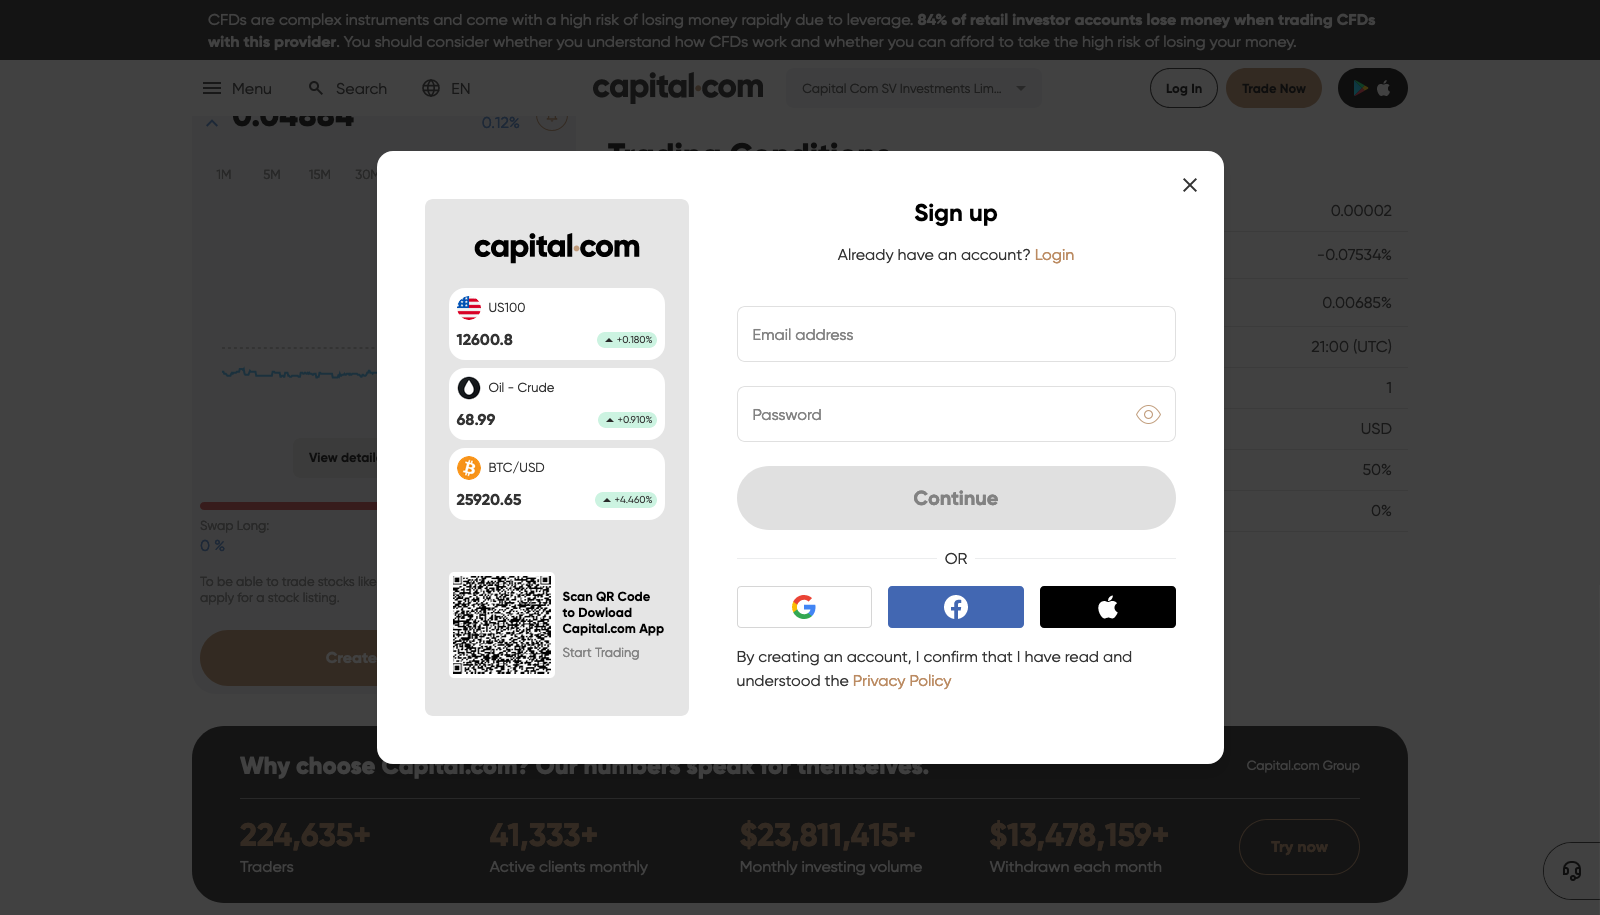 CFDs are complex instruments and come with a high risk of losing money rapidly due to leverage. 84% of retail investor accounts lose money when trading CFDs
with this provider. You should consider whether you understand how CFDs work and whether you can afford to take the high risk of losing your money.
Menu
Search
EN
capital.com
Capital Com SV Investments Lim...
Log In
Trade Now
0.04884
0.12%
Trading Conditions
1M
5M
15M
30M
0.00002
-0.07534%
0.00685%
21:00 (UTC)
1
USD
50%
0%
View detaile
Swap Long:
0 %
To be able to trade stocks like
apply for a stock listing.
Create
capital.com
US100
12600.8
+0.180%
Oil - Crude
68.99
+0.910%
BTC/USD
25920.65
+4.460%
Scan QR Code
to Dowload
Capital.com App
Start Trading
Sign up
Already have an account? Login
Email address
Password
Continue
OR
By creating an account, I confirm that I have read and
understood the Privacy Policy
Why choose Capital.com? Our numbers speak for themselves.
Capital.com Group
224,635+
Traders
41,333+
Active clients monthly
$23,811,415+
Monthly investing volume
$13,478,159+
Withdrawn each month
Try now